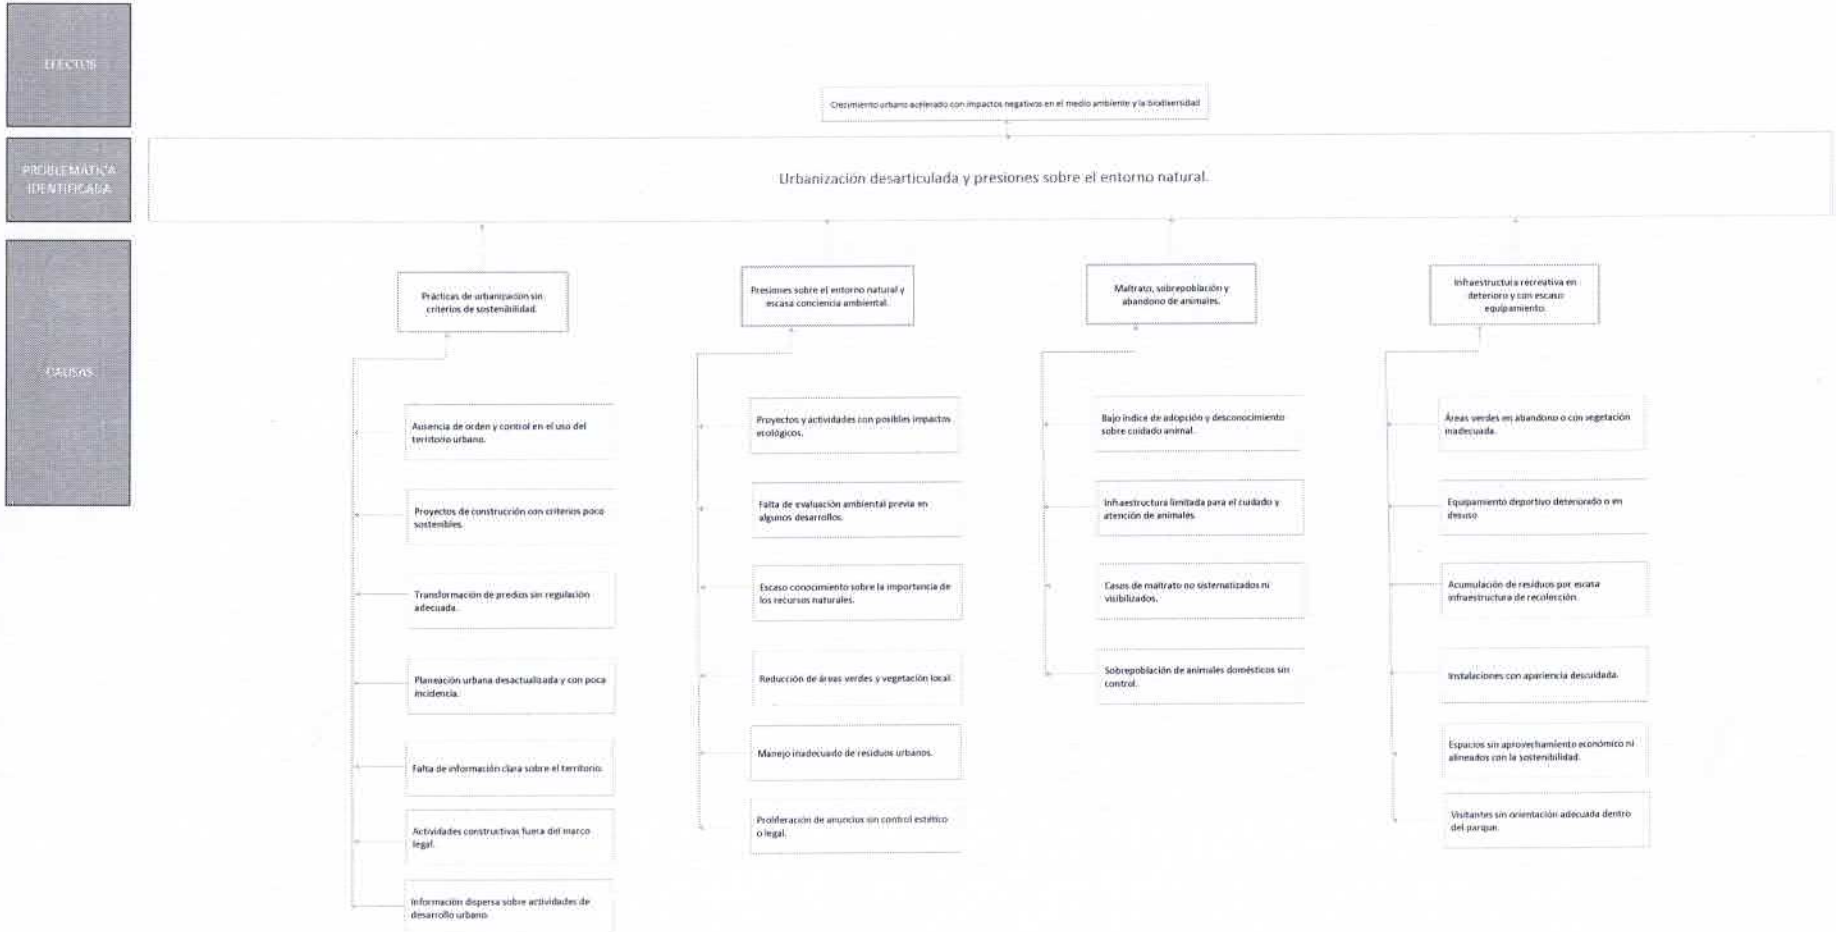 EFECTOS
Crecimiento urbano acelerado con impactos negativos en el medio ambiente y la biodiversidad
PROBLEMÁTICA
IDENTIFICADA
Urbanización desarticulada y presiones sobre el entorno natural.
CAUSAS
Prácticas de urbanización sin
criterios de sostenibilidad.
Ausencia de orden y control en el uso del
territorio urbano.
Proyectos de construcción con criterios poco
sostenibles.
Transformación de predios sin regulación
adecuada.
Planeación urbana desactualizada y con poca
incidencia.
Falta de información clara sobre el territorio.
Actividades constructivas fuera del marco
legal.
Información dispersa sobre actividades de
desarrollo urbano.
Presiones sobre el entorno natural y
escasa conciencia ambiental.
Proyectos y actividades con posibles impactos
ecológicos.
Falta de evaluación ambiental previa en
algunos desarrollos.
Escaso conocimiento sobre la importancia de
los recursos naturales.
Reducción de áreas verdes y vegetación local.
Manejo inadecuado de residuos urbanos.
Proliferación de anuncios sin control estético
o legal.
Maltrato, sobrepoblación y
abandono de animales.
Bajo índice de adopción y desconocimiento
sobre cuidado animal.
Infraestructura limitada para el cuidado y
atención de animales.
Casos de maltrato no sistematizados ni
visibilizados.
Sobrepoblación de animales domésticos sin
control.
Infraestructura recreativa en
deterioro y con escaso
equipamiento.
Áreas verdes en abandono o con vegetación
inadecuada.
Equipamiento deportivo deteriorado o en
desuso
Acumulación de residuos por escasa
infraestructura de recolección.
Instalaciones con apariencia descuidada.
Espacios sin aprovechamiento económico ni
alineados con la sostenibilidad.
Visitantes sin orientación adecuada dentro
del parque.